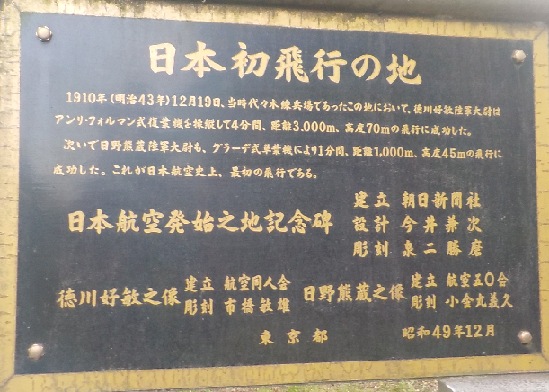 日本初飛行の地
1910年(明治43年)12月19日、当時代々木練兵場であったこの地において、徳川好敏陸軍大尉は
アンリ・フォルマン式複葉機を操縦して4分間、距離3,000m、高度70mの飛行に成功した。
次いで日野熊蔵陸軍大尉も、グラーデ式単葉機により1分間、距離1,000m、高度45mの飛行に
成功した。これが日本航空史上、最初の飛行である。
日本航空発始之地記念碑
建立 朝日新聞社
設計 今井兼次
彫刻 泉二勝磨
徳川好敏之像
建立 航空同人会
彫刻 市橋敏雄
日野熊蔵之像
建立 航空五〇会
彫刻 小金丸義久
東京都 昭和49年12月